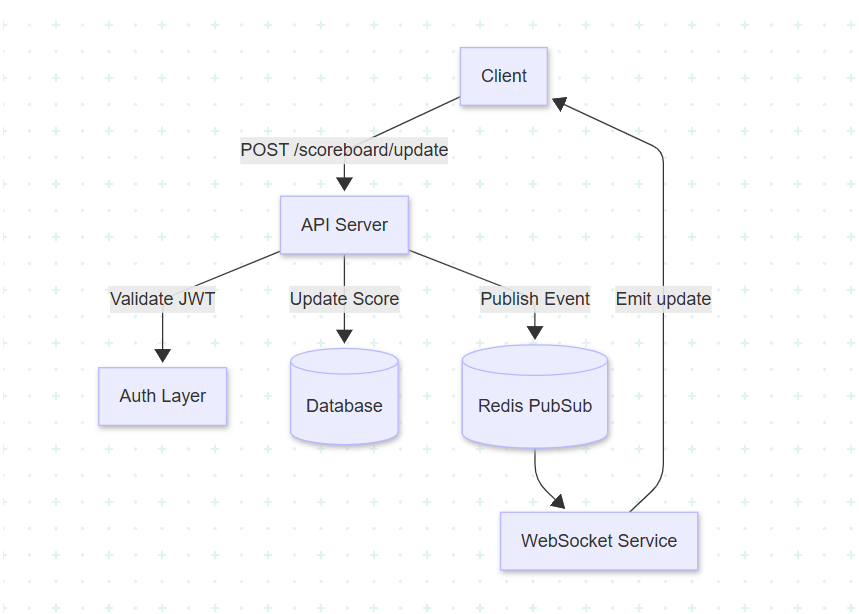 Client
POST /scoreboard/update
API Server
Validate JWT
Update Score
Publish Event
Emit update
Auth Layer
Database
Redis PubSub
WebSocket Service